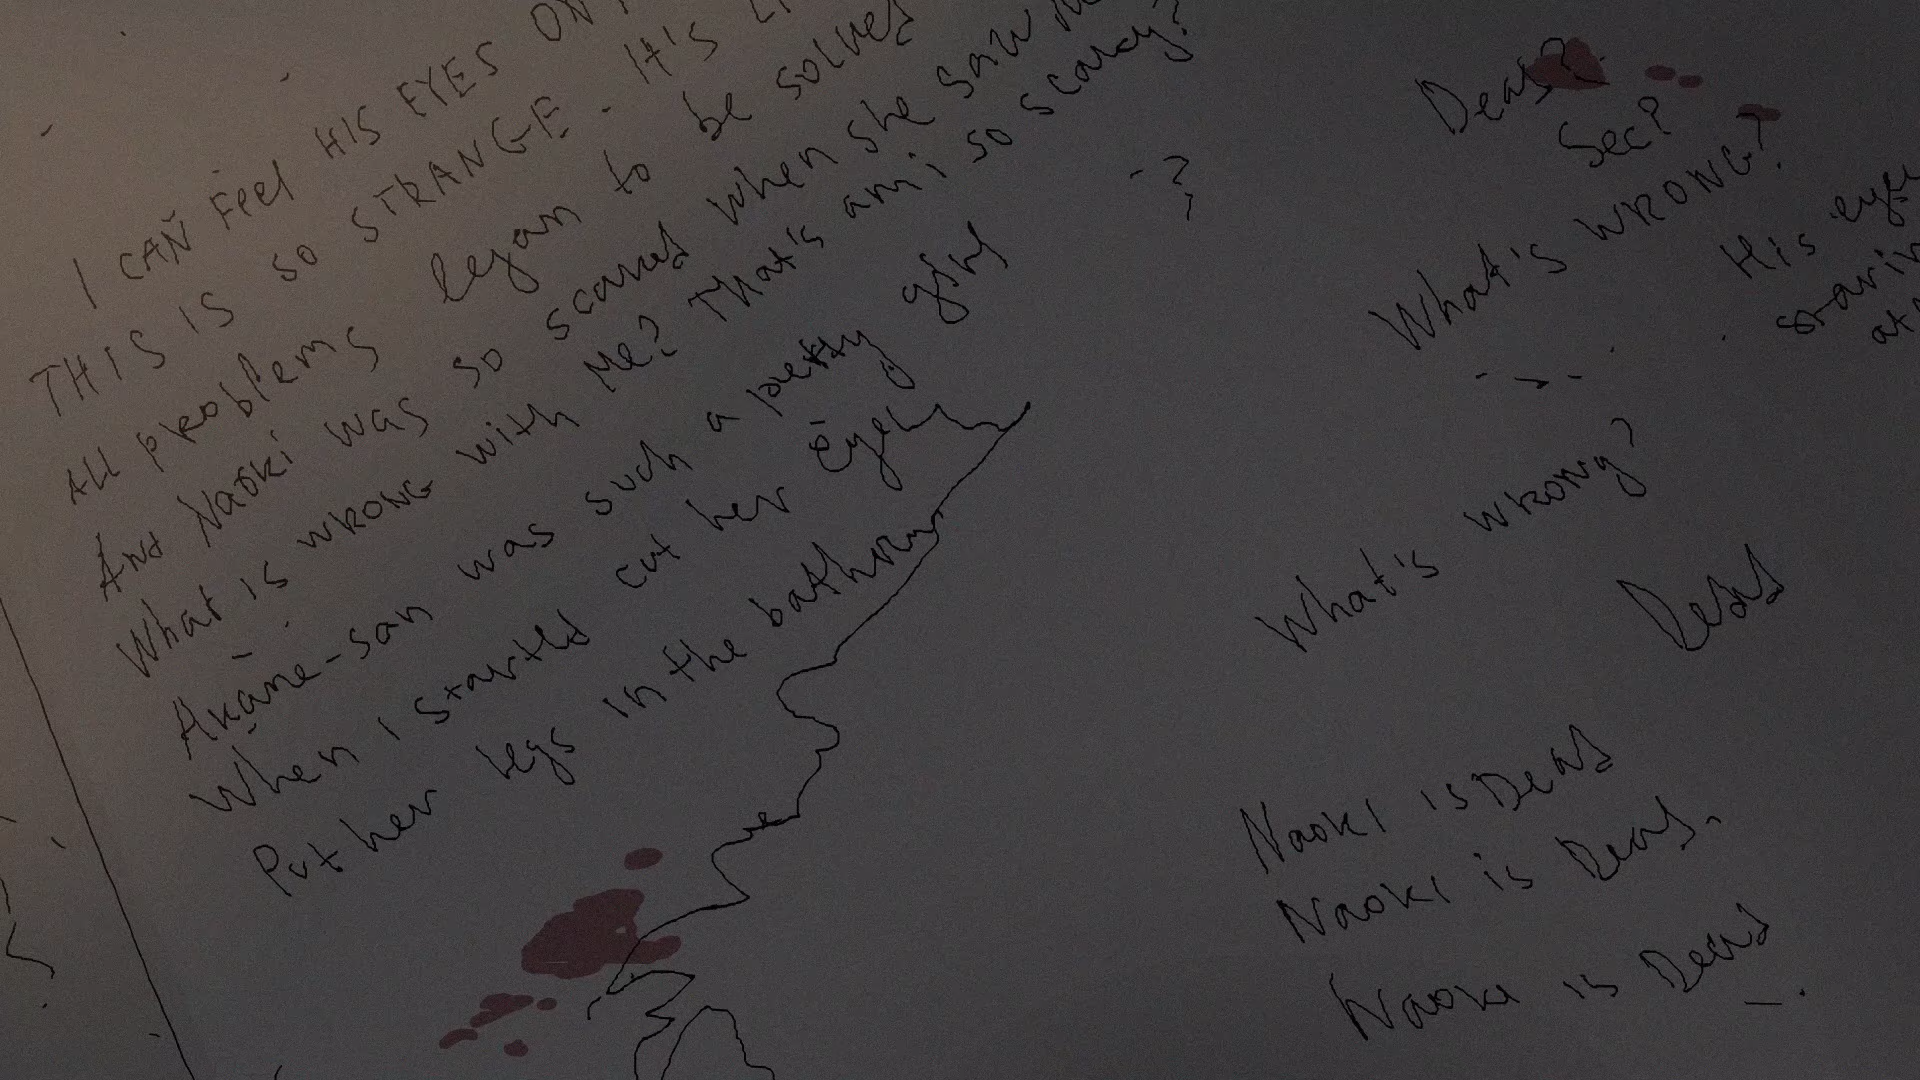 I CAN Feel HIS EYES ON
THIS IS SO STRANGE. It's
All problems began to be solved
And Naoki was so scared when she saw
What is wrong with Me? That's am i so scary?
Akane-san was such a pretty girl
When i started cut her Eyes
Put her legs in the bathroom
?
Dead?
See?
What's WRONG?
His eyes
staring
at
What's wrong?
Dead
Naoki is Dead
Naoki is Dead.
Naoki is Dead